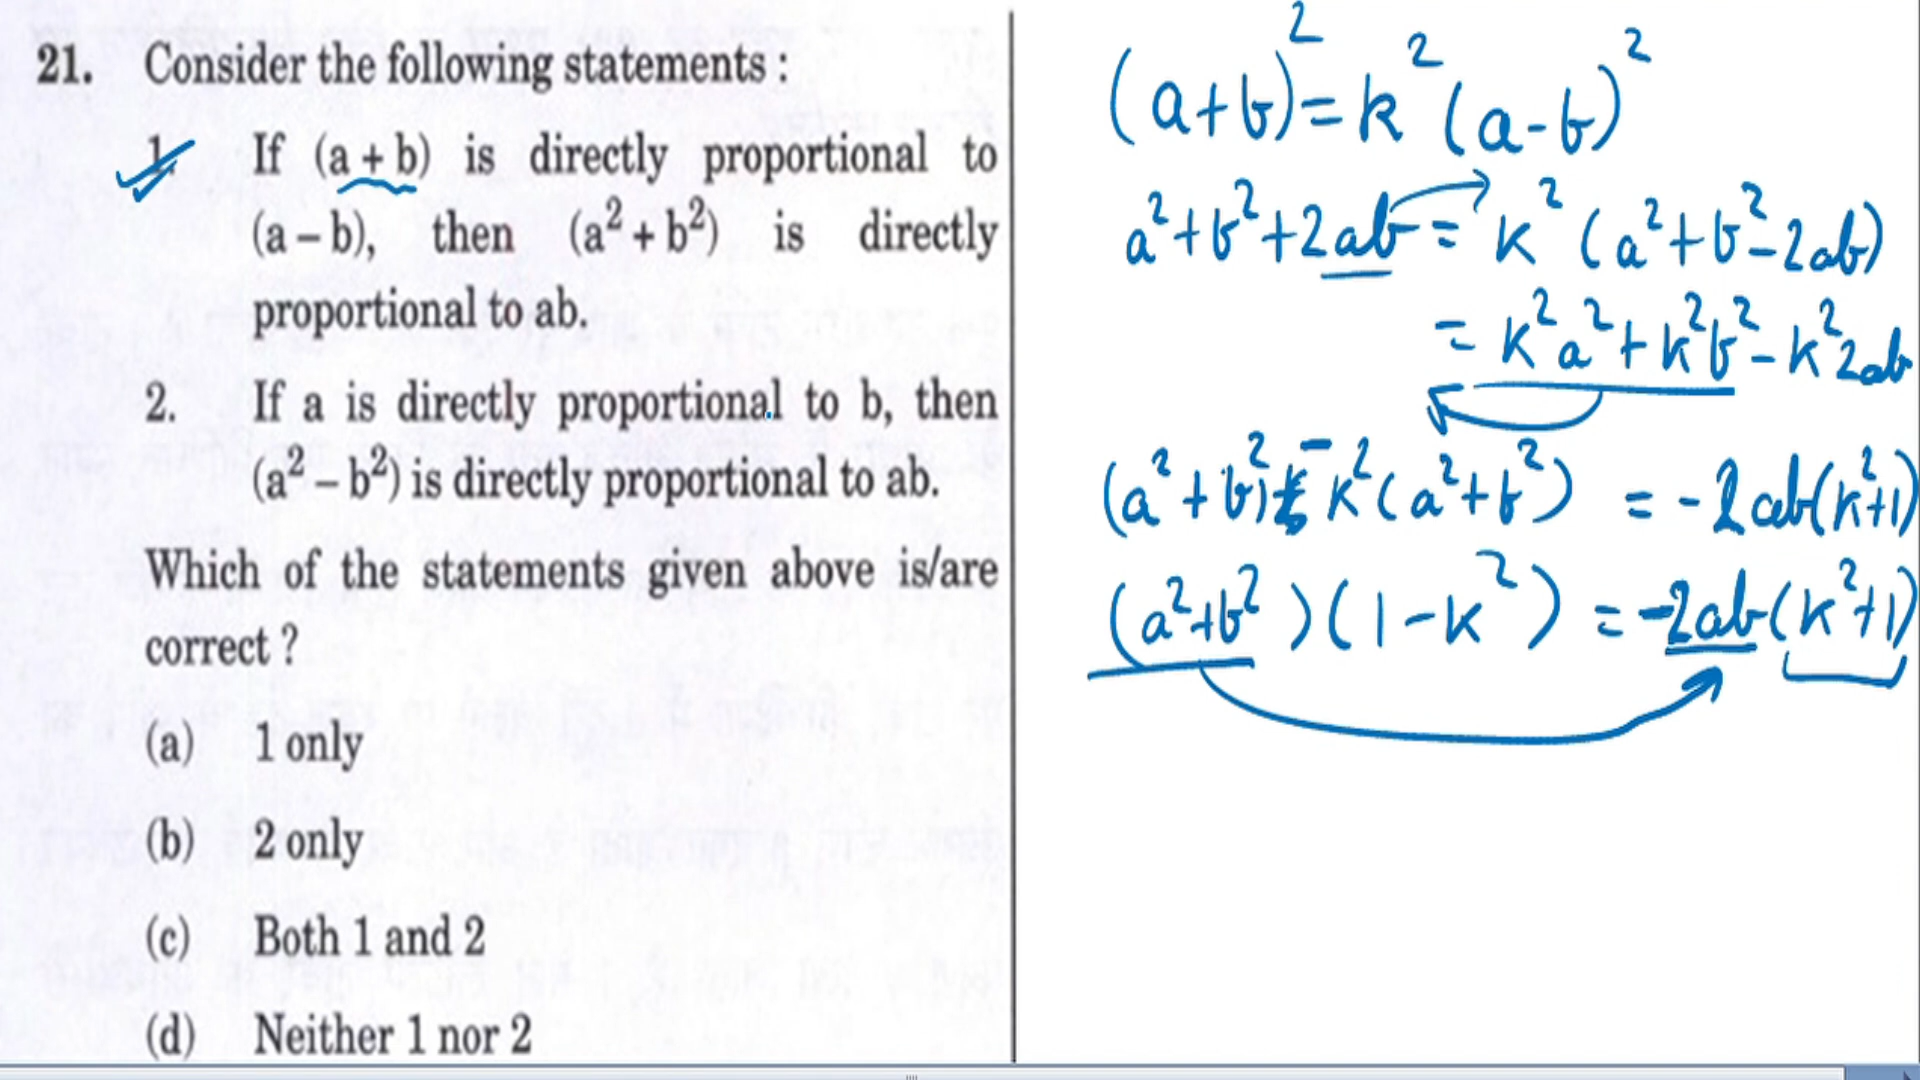 21. Consider the following statements :
1. If (a + b) is directly proportional to
(a – b), then (a² + b²) is directly
proportional to ab.
2. If a is directly proportional to b, then
(a² – b²) is directly proportional to ab.
Which of the statements given above is/are
correct ?
(a) 1 only
(b) 2 only
(c) Both 1 and 2
(d) Neither 1 nor 2
(a+b)² = k² (a-b)²
a²+b²+2ab = k² (a²+b²-2ab)
= k²a²+k²b²-k²2ab
(a²+b²) - k²(a²+b²) = -2ab(k²+1)
(a²+b²)(1-k²) = -2ab(k²+1)